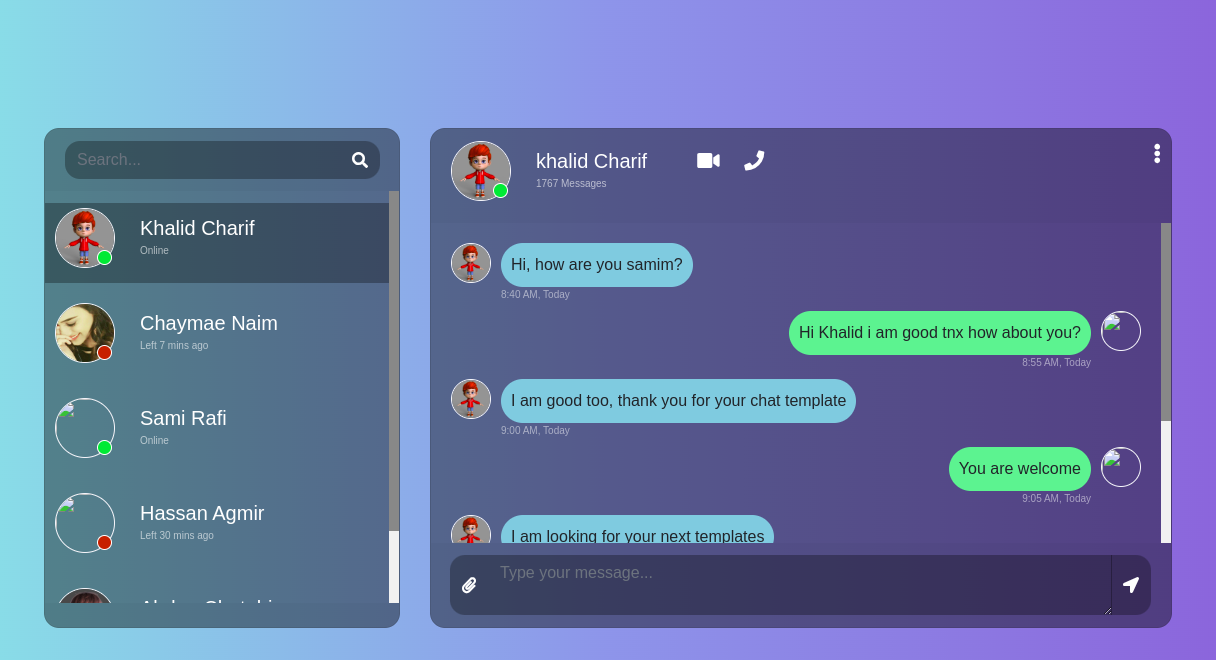 Search...
Khalid Charif
Online
Chaymae Naim
Left 7 mins ago
Sami Rafi
Online
Hassan Agmir
Left 30 mins ago
khalid Charif
1767 Messages
Hi, how are you samim?
8:40 AM, Today
Hi Khalid i am good tnx how about you?
8:55 AM, Today
I am good too, thank you for your chat template
9:00 AM, Today
You are welcome
9:05 AM, Today
I am looking for your next templates
Type your message...